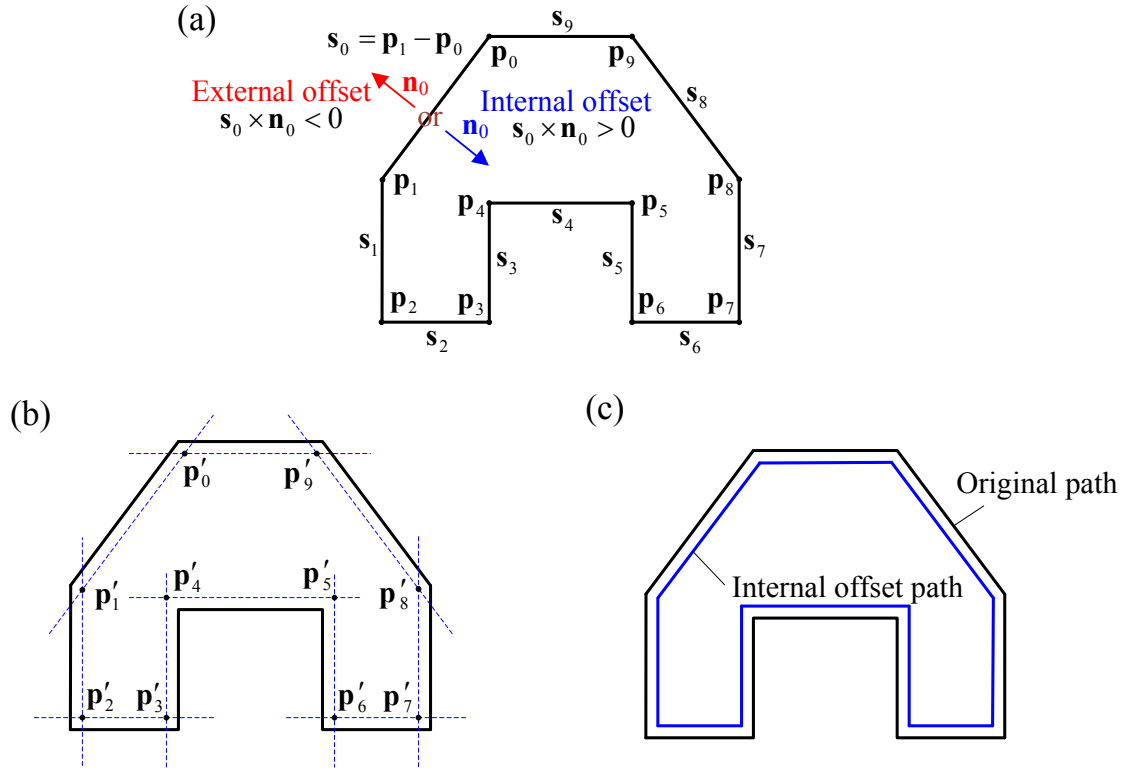 (a)
s₉
s₀ = p₁ − p₀
p₀
p₉
n₀
s₈
External offset
Internal offset
s₀ × n₀ < 0
or
n₀
s₀ × n₀ > 0
p₁
p₈
p₄
p₅
s₄
s₁
s₃
s₅
s₇
p₂
p₃
p₆
p₇
s₂
s₆
(b)
p′₀
p′₉
p′₁
p′₄
p′₅
p′₈
p′₂
p′₃
p′₆
p′₇
(c)
Original path
Internal offset path